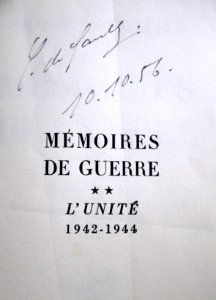 C. de Gaulle.
10.10.56.
MÉMOIRES
DE GUERRE
★★
L'UNITÉ
1942-1944